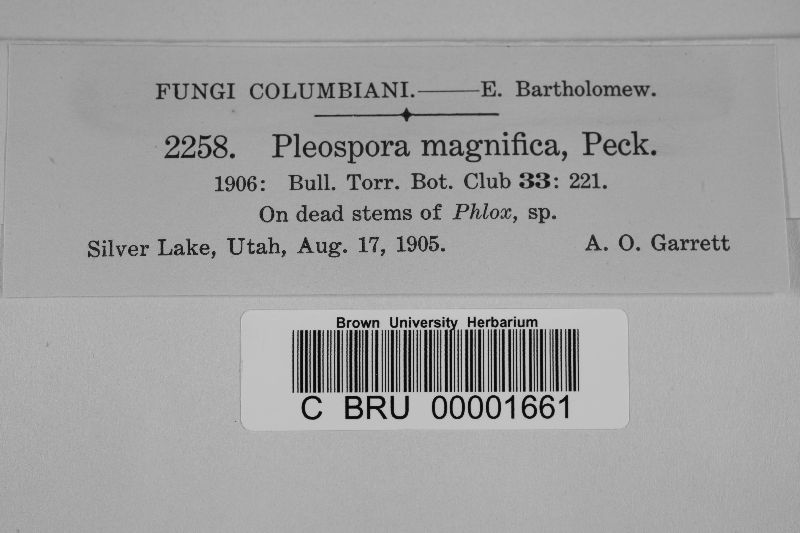 FUNGI COLUMBIANI.——E. Bartholomew.
2258. Pleospora magnifica, Peck.
1906: Bull. Torr. Bot. Club 33: 221.
On dead stems of Phlox, sp.
Silver Lake, Utah, Aug. 17, 1905. A. O. Garrett
Brown University Herbarium
C BRU 00001661